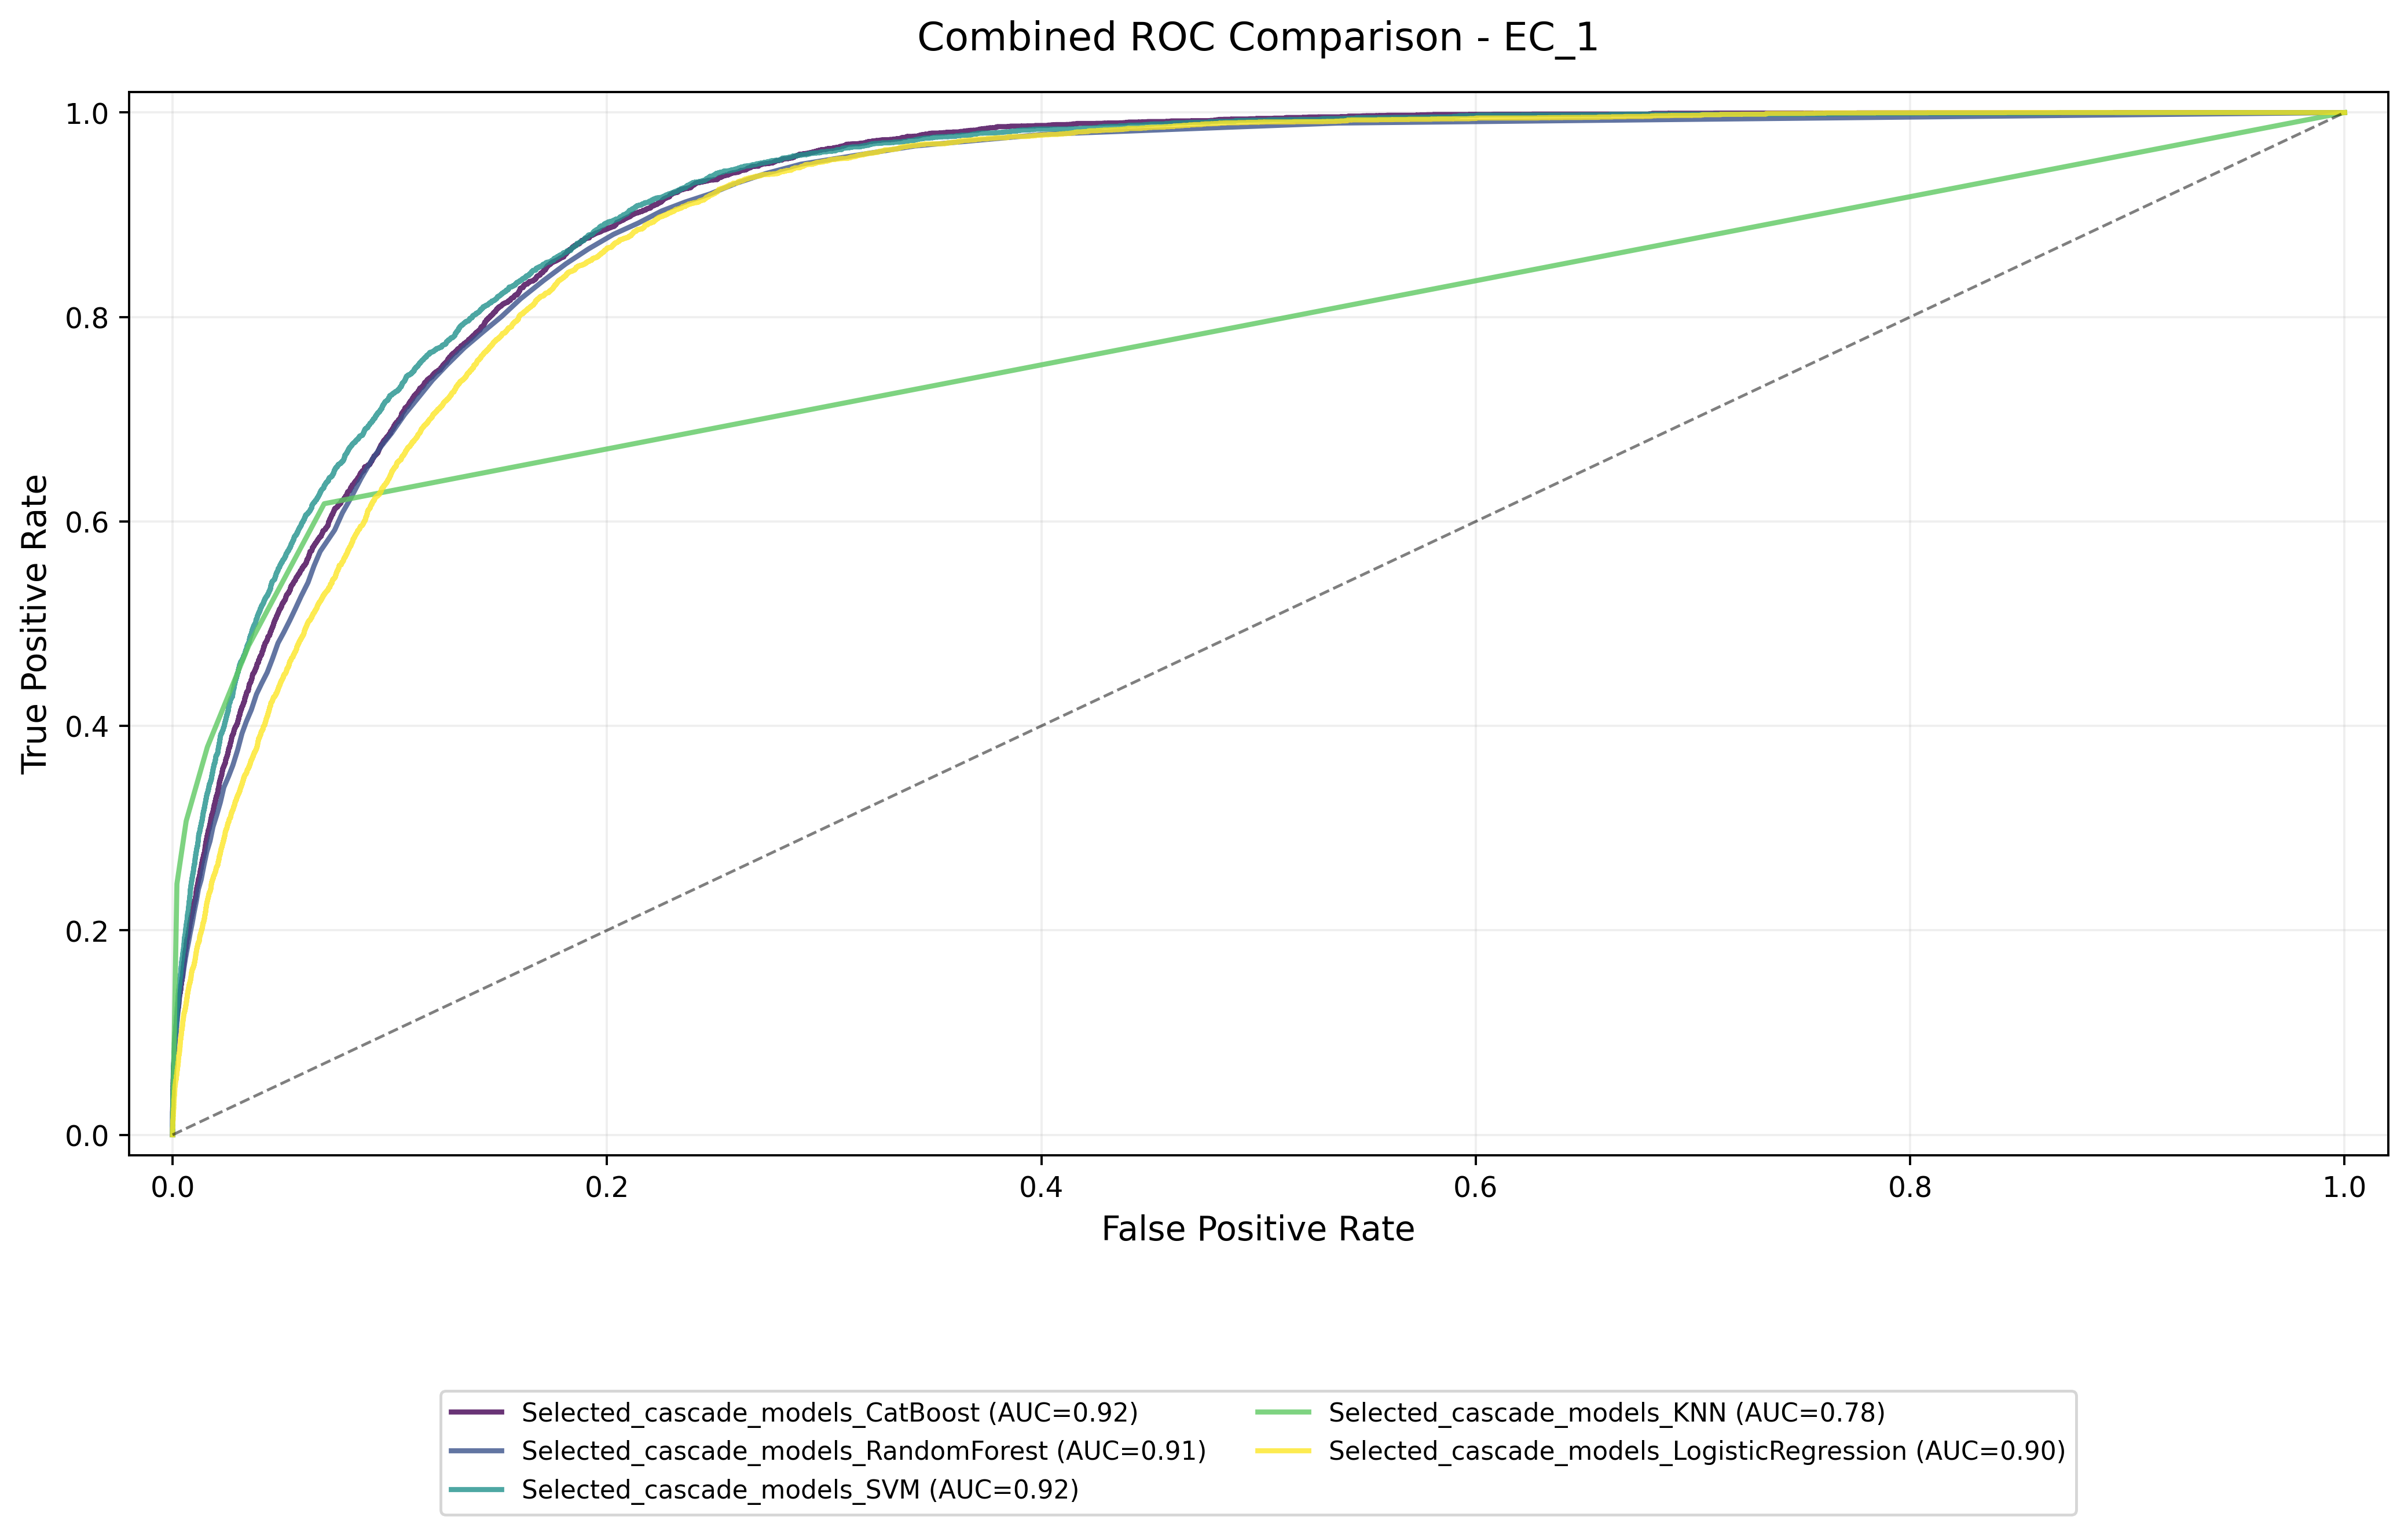 Combined ROC Comparison - EC_1
True Positive Rate
1.0
0.8
0.6
0.4
0.2
0.0
0.0 0.2 0.4 0.6 0.8 1.0
False Positive Rate
Selected_cascade_models_CatBoost (AUC=0.92)
Selected_cascade_models_RandomForest (AUC=0.91)
Selected_cascade_models_SVM (AUC=0.92)
Selected_cascade_models_KNN (AUC=0.78)
Selected_cascade_models_LogisticRegression (AUC=0.90)